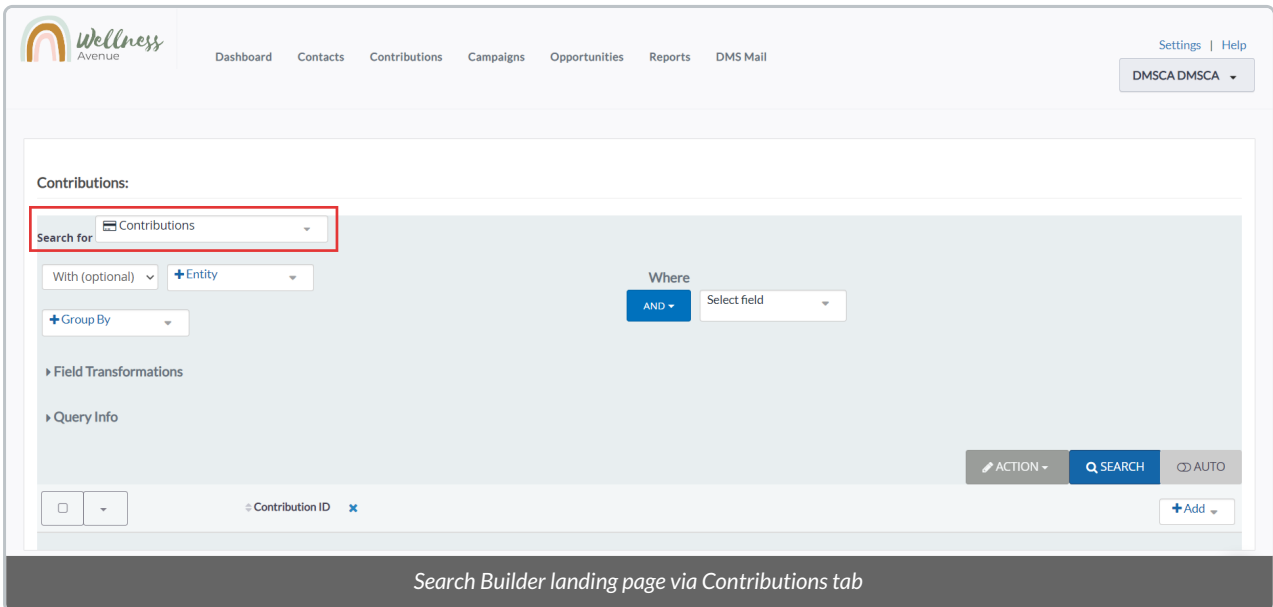 Wellness
Avenue
Dashboard Contacts Contributions Campaigns Opportunities Reports DMS Mail
Settings | Help
DMSCA DMSCA
Contributions:
Search for Contributions
With (optional) +Entity
Where
AND Select field
+Group By
Field Transformations
Query Info
ACTION SEARCH AUTO
Contribution ID
+Add
Search Builder landing page via Contributions tab